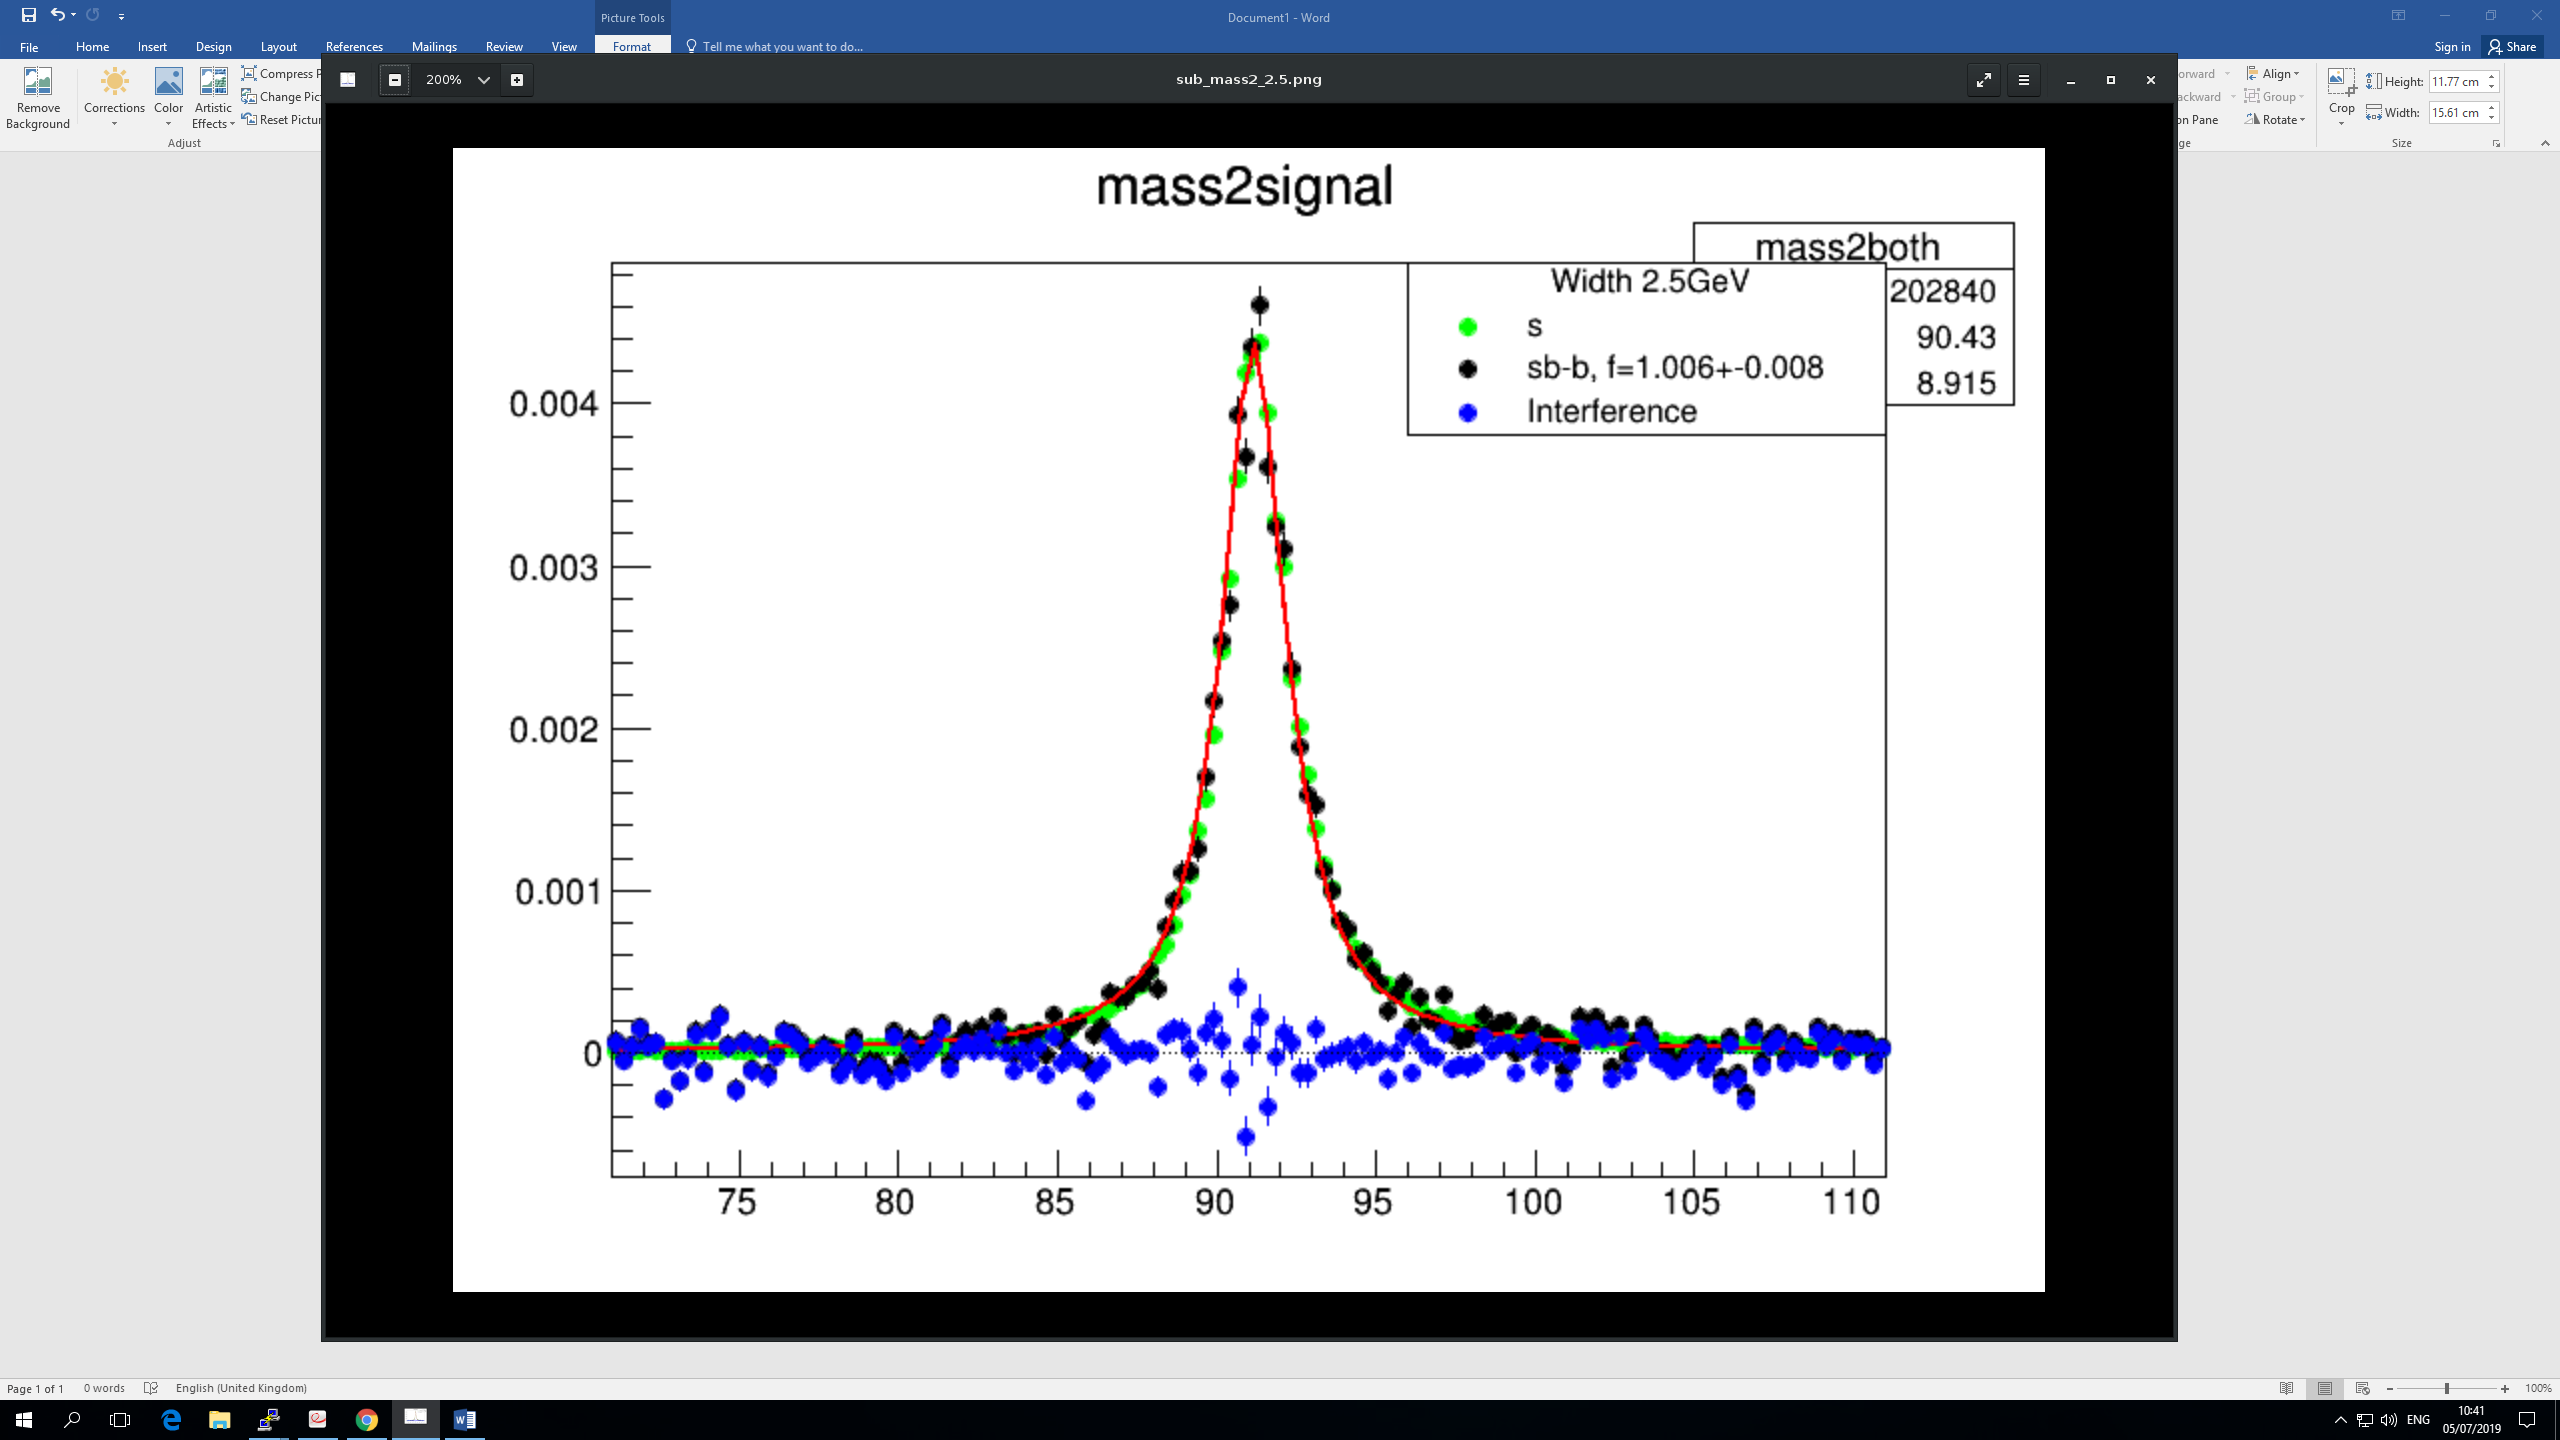 Picture Tools
Document1 - Word
File Home Insert Design Layout References Mailings Review View Format Tell me what you want to do... Sign in Share
Remove Background
Corrections
Color
Artistic Effects
Compress P
Change Pic
Reset Pictur
Adjust
200%
sub_mass2_2.5.png
orward
ackward
on Pane
ge
Align
Group
Rotate
Crop
Height: 11.77 cm
Width: 15.61 cm
Size
mass2signal
mass2both
202840
90.43
8.915
Width 2.5GeV
s
sb-b, f=1.006+-0.008
Interference
0.004
0.003
0.002
0.001
0
75 80 85 90 95 100 105 110
Page 1 of 1 0 words English (United Kingdom) 100%
ENG
10:41
05/07/2019